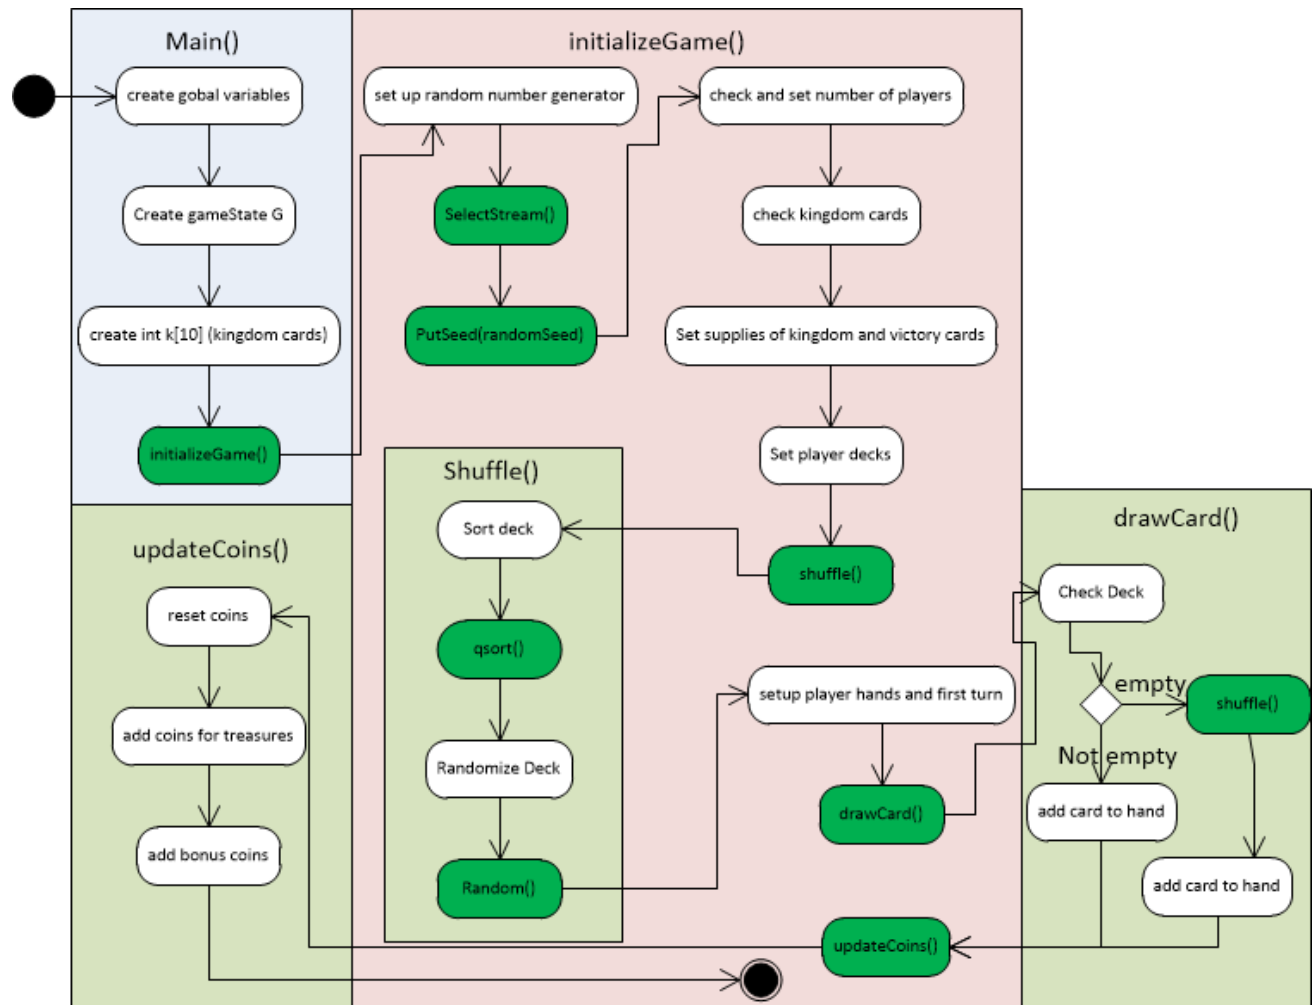 Main()
create gobal variables
Create gameState G
create int k[10] (kingdom cards)
initializeGame()
initializeGame()
set up random number generator
SelectStream()
PutSeed(randomSeed)
check and set number of players
check kingdom cards
Set supplies of kingdom and victory cards
Set player decks
shuffle()
Shuffle()
Sort deck
qsort()
Randomize Deck
Random()
setup player hands and first turn
drawCard()
updateCoins()
drawCard()
Check Deck
empty
shuffle()
Not empty
add card to hand
add card to hand
updateCoins()
reset coins
add coins for treasures
add bonus coins